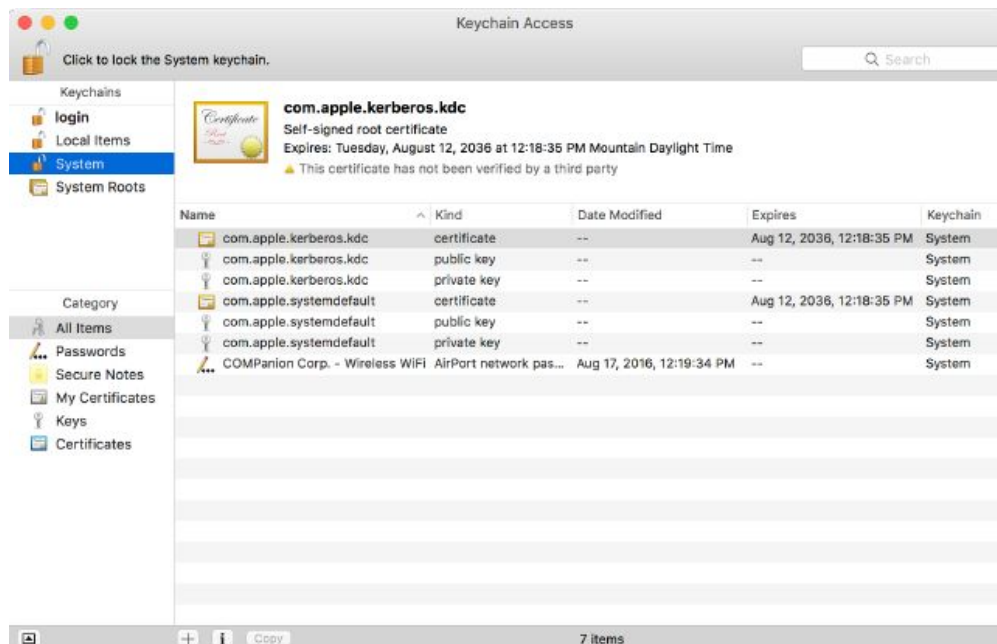 Keychain Access
Click to lock the System keychain.
Search
Keychains
login
Local Items
System
System Roots
Certificate
Root
com.apple.kerberos.kdc
Self-signed root certificate
Expires: Tuesday, August 12, 2036 at 12:18:35 PM Mountain Daylight Time
This certificate has not been verified by a third party
Name Kind Date Modified Expires Keychain
com.apple.kerberos.kdc certificate -- Aug 12, 2036, 12:18:35 PM System
com.apple.kerberos.kdc public key -- -- System
com.apple.kerberos.kdc private key -- -- System
com.apple.systemdefault certificate -- Aug 12, 2036, 12:18:35 PM System
com.apple.systemdefault public key -- -- System
com.apple.systemdefault private key -- -- System
COMPanion Corp. - Wireless WiFi AirPort network pas... Aug 17, 2016, 12:19:34 PM -- System
Category
All Items
Passwords
Secure Notes
My Certificates
Keys
Certificates
+ i Copy
7 items